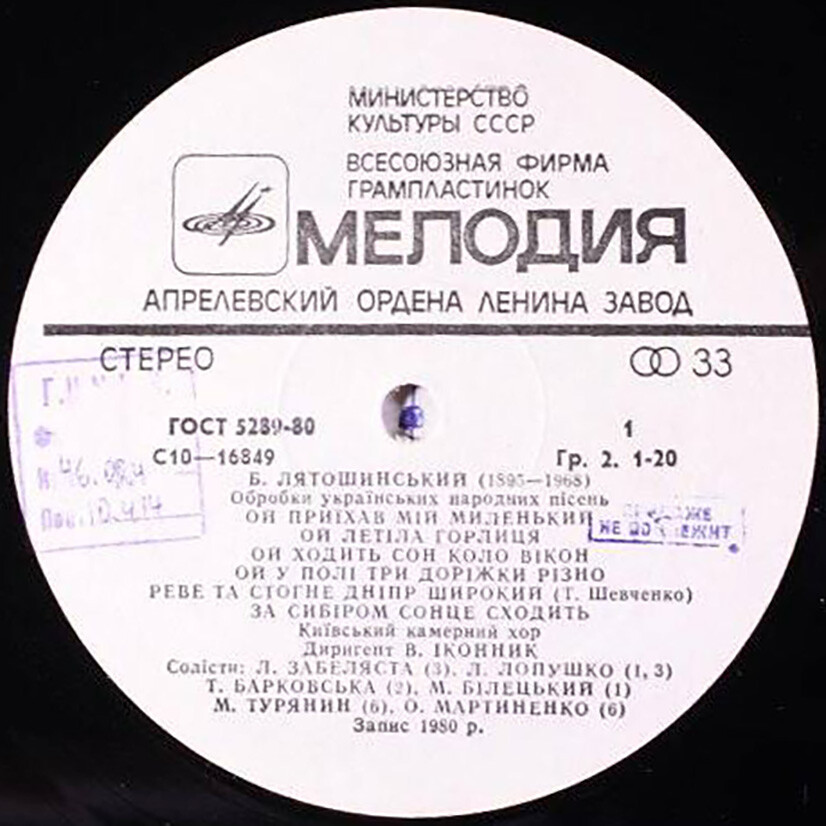 МИНИСТЕРСТВО
КУЛЬТУРЫ СССР
ВСЕСОЮЗНАЯ ФИРМА
ГРАМПЛАСТИНОК
МЕЛОДИЯ
АПРЕЛЕВСКИЙ ОРДЕНА ЛЕНИНА ЗАВОД
СТЕРЕО 33
ГОСТ 5289-80 1
С10—16849 Гр. 2. 1-20
Б. ЛЯТОШИНСЬКИЙ (1895—1968)
Обробки українських народних пісень
ОЙ ПРИЇХАВ МІЙ МИЛЕНЬКИЙ
ОЙ ЛЕТІЛА ГОРЛИЦЯ
ОЙ ХОДИТЬ СОН КОЛО ВІКОН
ОЙ У ПОЛІ ТРИ ДОРІЖКИ РІЗНО
РЕВЕ ТА СТОГНЕ ДНІПР ШИРОКИЙ (Т. Шевченко)
ЗА СИБІРОМ СОНЦЕ СХОДИТЬ
Київський камерний хор
Диригент В. ІКОННИК
Солісти: Л. ЗАБЕЛЯСТА (3), Л. ЛОПУШКО (1, 3)
Т. БАРКОВСЬКА (2), М. БІЛЕЦЬКИЙ (1)
М. ТУРЯНИН (6), О. МАРТИНЕНКО (6)
Запис 1980 р.
НЕ